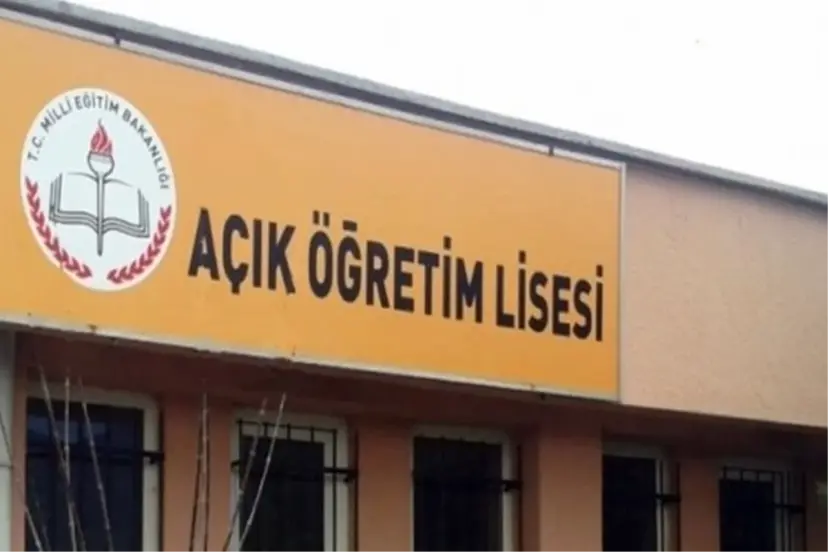 T.C. MİLLİ EĞİTİM BAKANLIĞI
AÇIK ÖĞRETİM LİSESİ